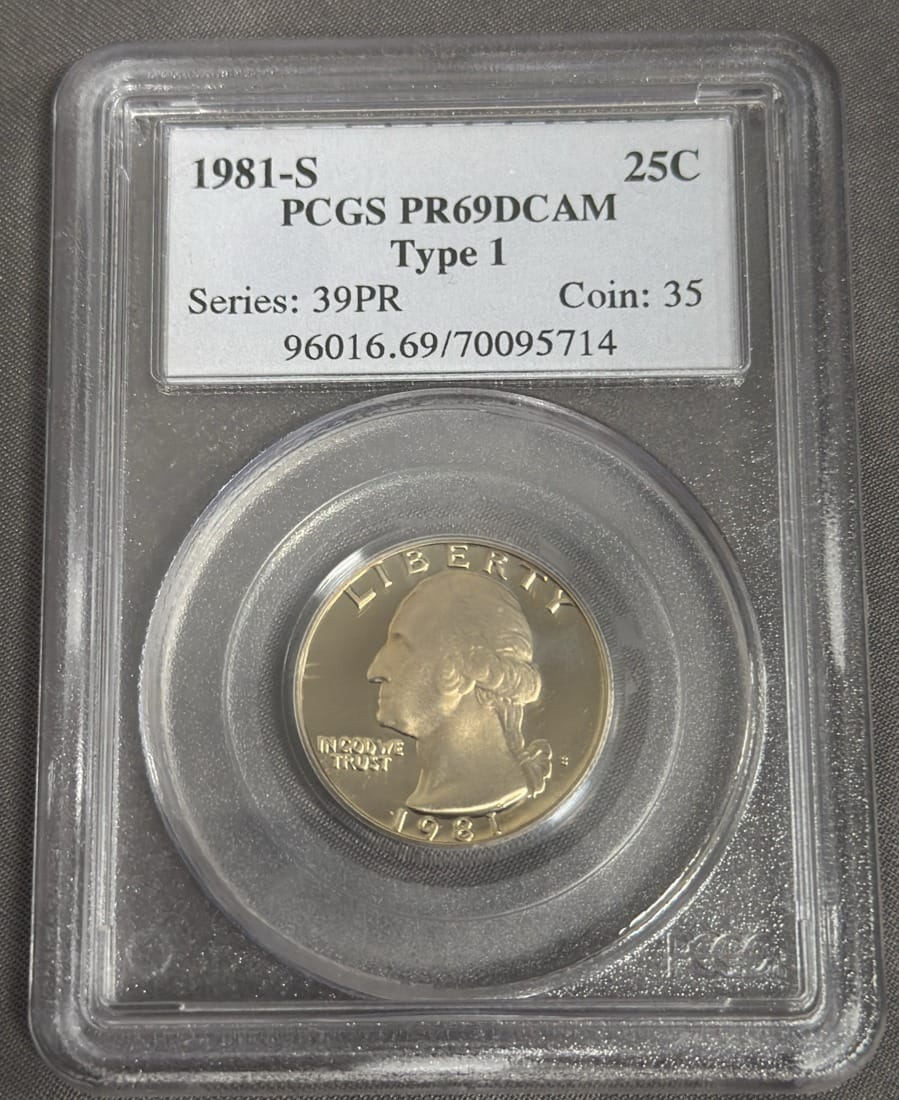 1981-S 25C
PCGS PR69DCAM
Type 1
Series: 39PR Coin: 35
96016.69/70095714
LIBERTY
IN GOD WE
TRUST
S
1981
PCGS